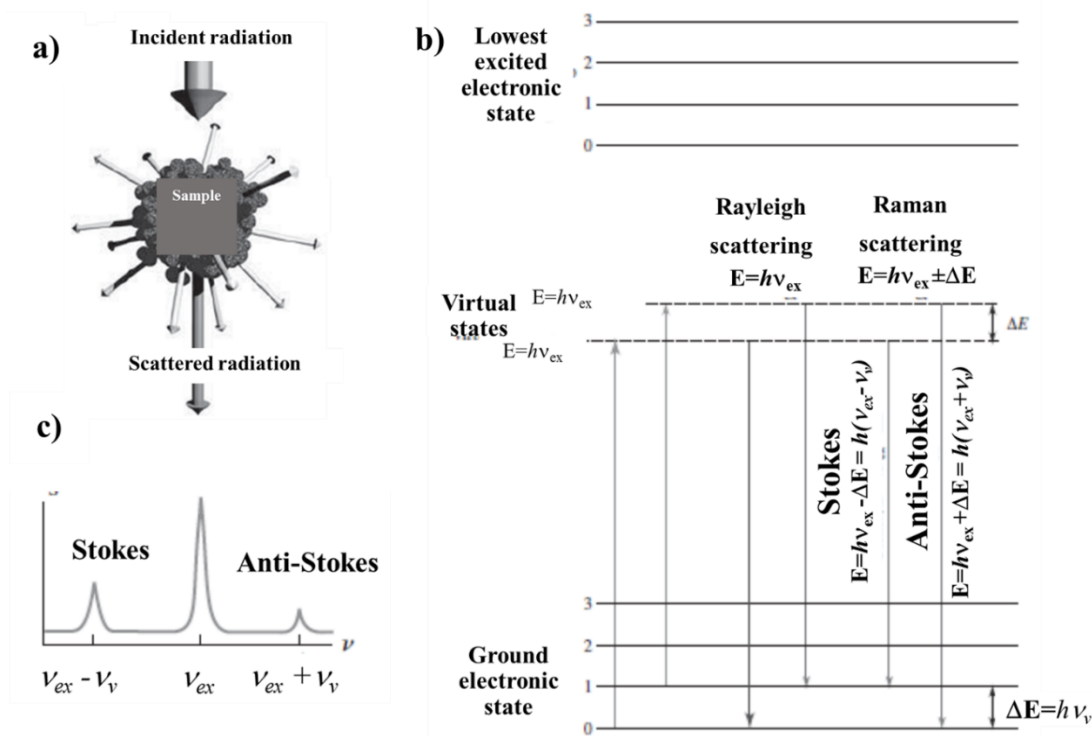 a)
Incident radiation
Sample
Scattered radiation
b)
Lowest
excited
electronic
state
3
2
1
0
Rayleigh
scattering
E=hνex
Raman
scattering
E=hνex±ΔE
Virtual
states
E=hνex
E=hνex
ΔE
Stokes
E=hνex -ΔE= h(νex-νv)
Anti-Stokes
E=hνex+ΔE= h(νex+νv)
3
2
1
0
Ground
electronic
state
ΔE=hνv
c)
Stokes
Anti-Stokes
ν
νex - νv
νex
νex + νv